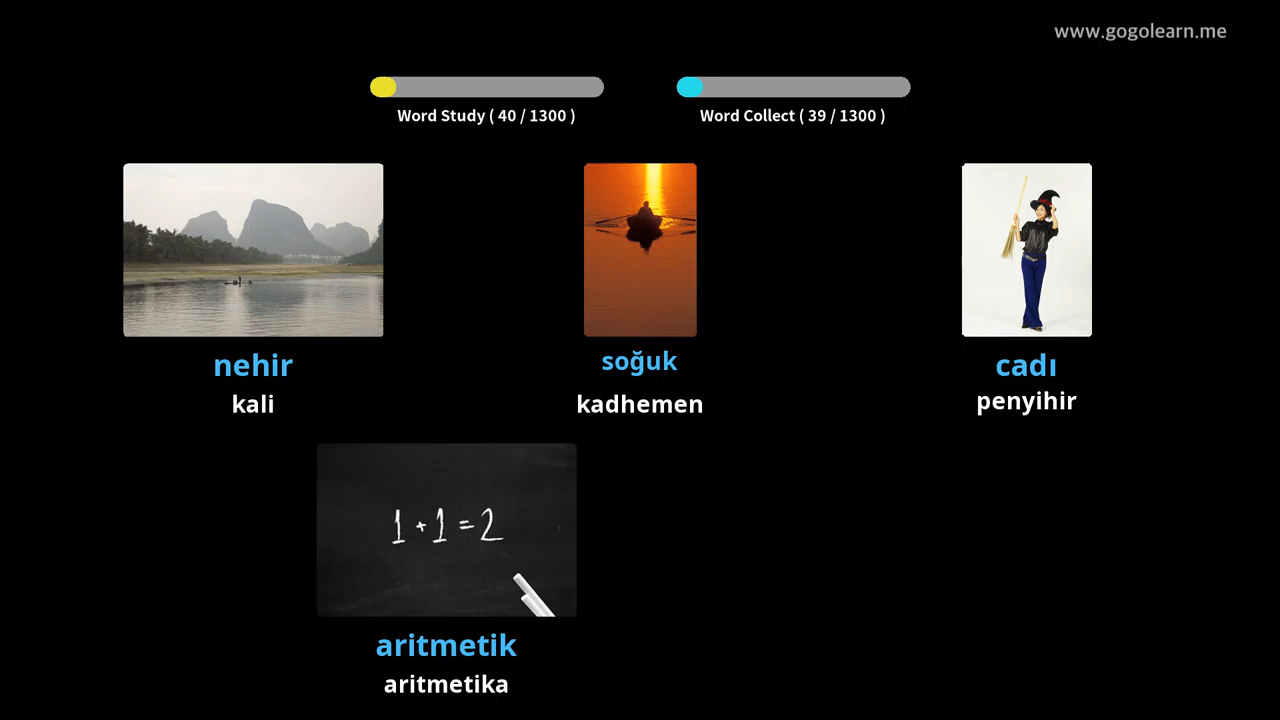 www.gogolearn.me
Word Study ( 40 / 1300 )
Word Collect ( 39 / 1300 )
nehir
kali
soğuk
kadhemen
cadı
penyihir
1 + 1 = 2
aritmetik
aritmetika